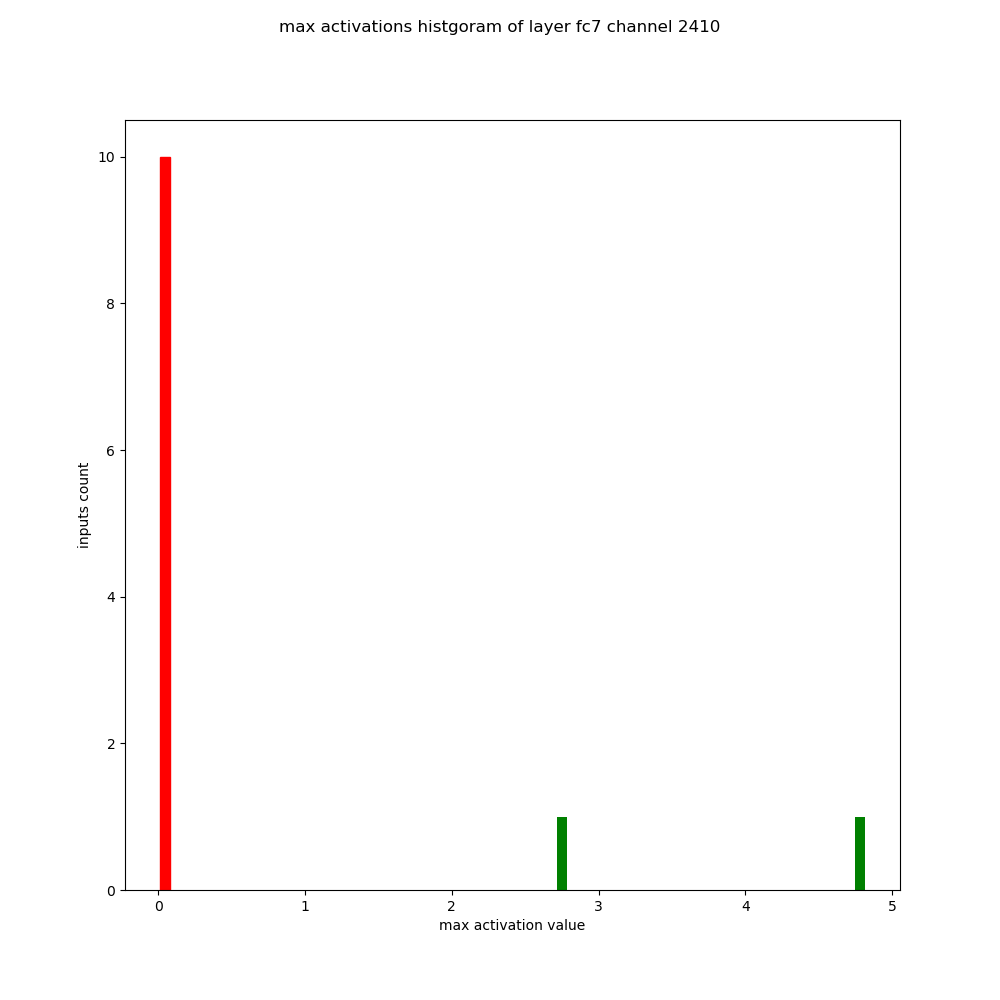 max activations histgoram of layer fc7 channel 2410
10
8
6
4
2
0
inputs count
0 1 2 3 4 5
max activation value